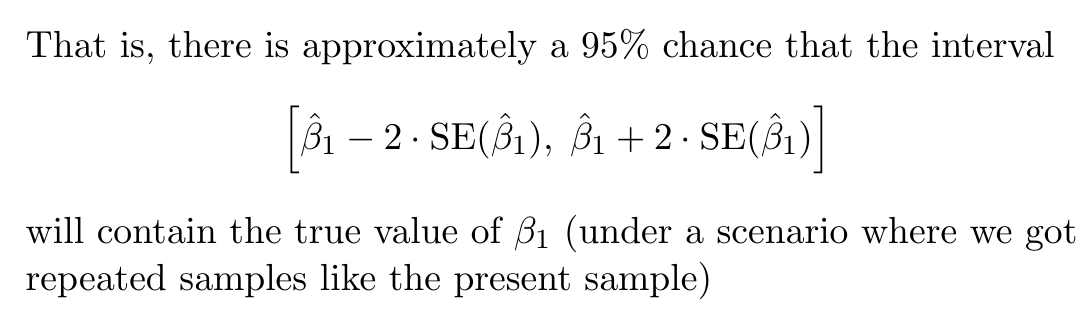 That is, there is approximately a 95% chance that the interval
[β̂₁ − 2 · SE(β̂₁), β̂₁ + 2 · SE(β̂₁)]
will contain the true value of β₁ (under a scenario where we got
repeated samples like the present sample)